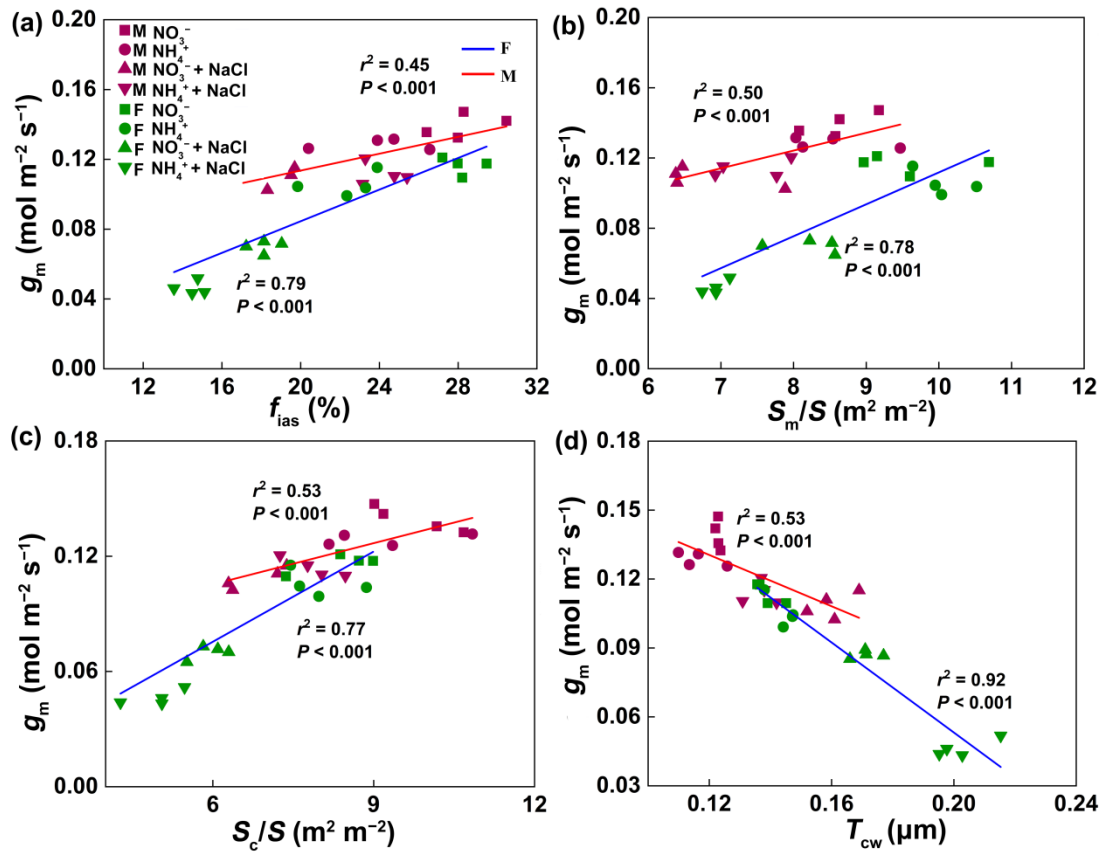 (a)
0.20
0.16
0.12
0.08
0.04
0.00
gₘ (mol m⁻² s⁻¹)
M NO₃⁻
M NH₄⁺
M NO₃⁻ + NaCl
M NH₄⁺ + NaCl
F NO₃⁻
F NH₄⁺
F NO₃⁻ + NaCl
F NH₄⁺ + NaCl
F
M
r² = 0.45
P < 0.001
r² = 0.79
P < 0.001
12 16 20 24 28 32
f_ias (%)
(b)
0.20
0.16
0.12
0.08
0.04
0.00
gₘ (mol m⁻² s⁻¹)
r² = 0.50
P < 0.001
r² = 0.78
P < 0.001
6 7 8 9 10 11 12
Sₘ/S (m² m⁻²)
(c)
0.18
0.12
0.06
0.00
gₘ (mol m⁻² s⁻¹)
r² = 0.53
P < 0.001
r² = 0.77
P < 0.001
6 9 12
S_c/S (m² m⁻²)
(d)
0.18
0.15
0.12
0.09
0.06
0.03
gₘ (mol m⁻² s⁻¹)
r² = 0.53
P < 0.001
r² = 0.92
P < 0.001
0.12 0.16 0.20 0.24
T_cw (μm)